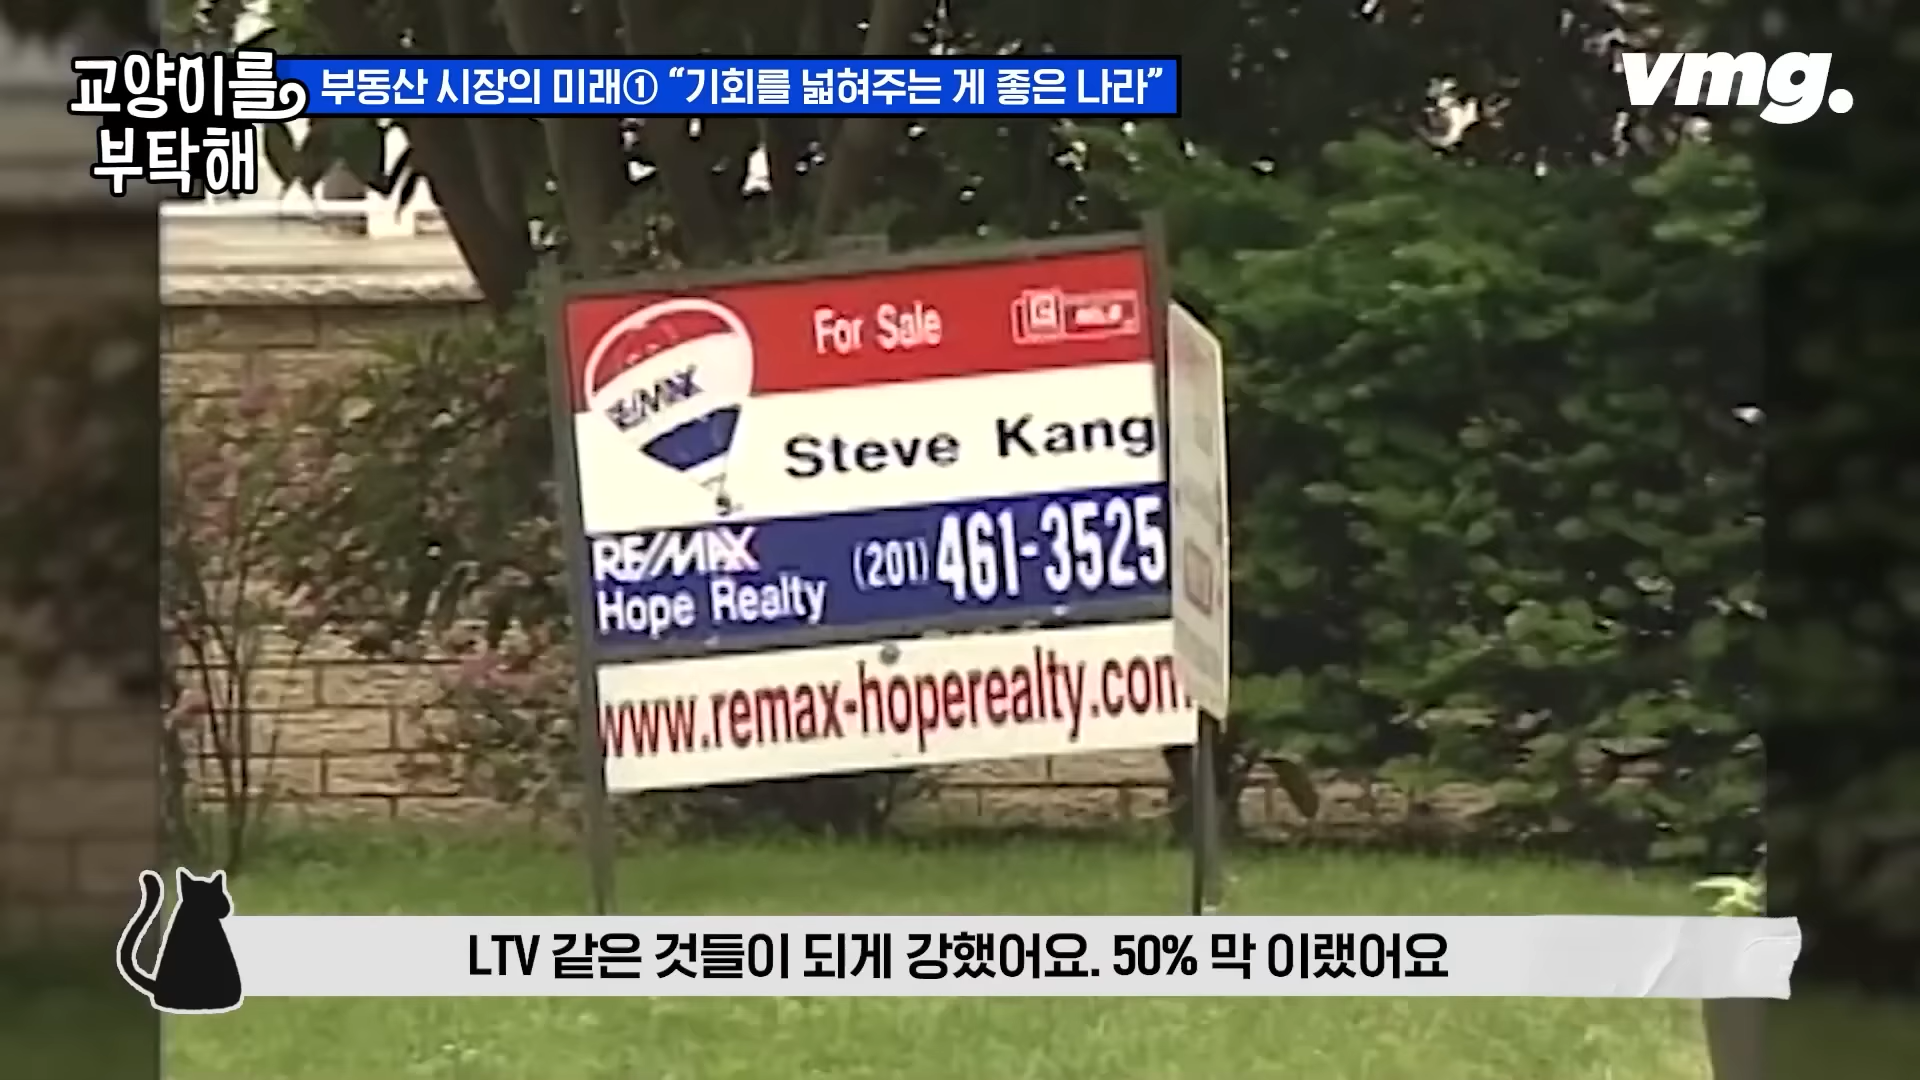 교양이를
부탁해
부동산 시장의 미래① “기회를 넓혀주는 게 좋은 나라”
vmg.
For Sale
RE/MAX
Steve Kang
RE/MAX
Hope Realty
(201) 461-3525
www.remax-hoperealty.com
LTV 같은 것들이 되게 강했어요. 50% 막 이랬어요